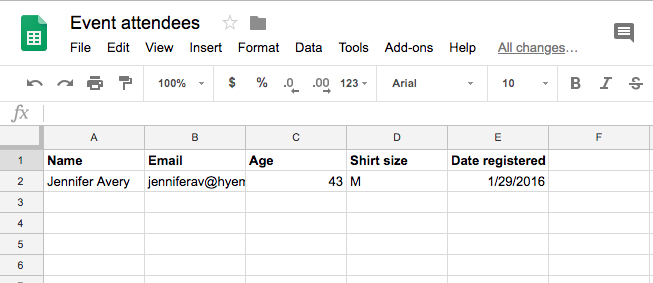 Event attendees
File Edit View Insert Format Data Tools Add-ons Help All changes…
100% $ % .0 .00 123 Arial 10 B I S
fx
A B C D E F
1 Name Email Age Shirt size Date registered
2 Jennifer Avery jenniferav@hyem 43 M 1/29/2016
3
4
5
6